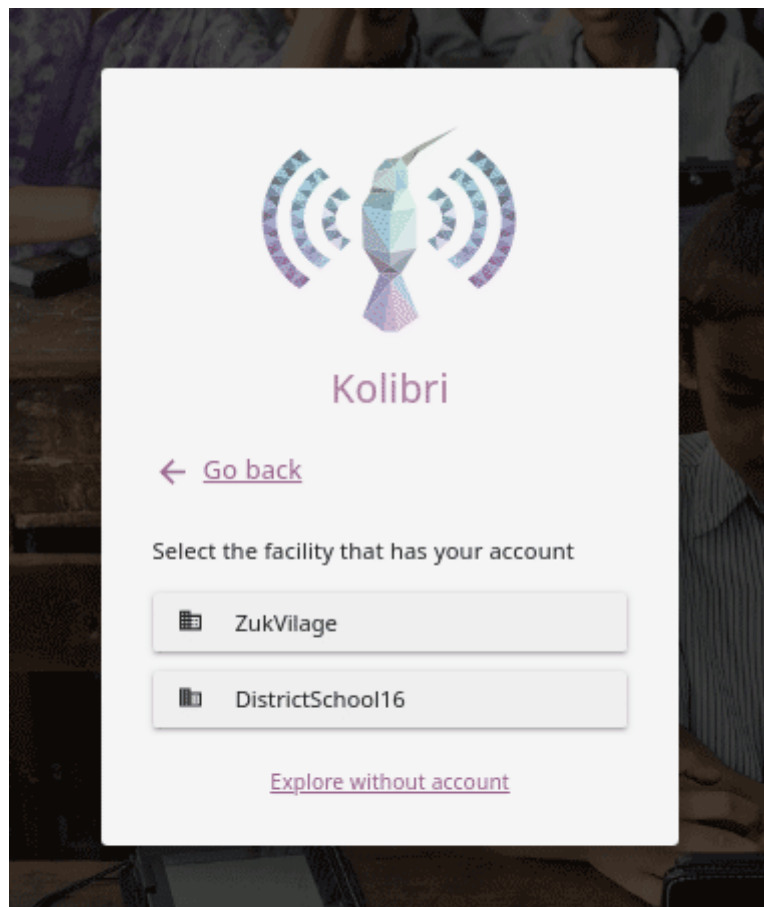 Kolibri
Go back
Select the facility that has your account
ZukVilage
DistrictSchool16
Explore without account